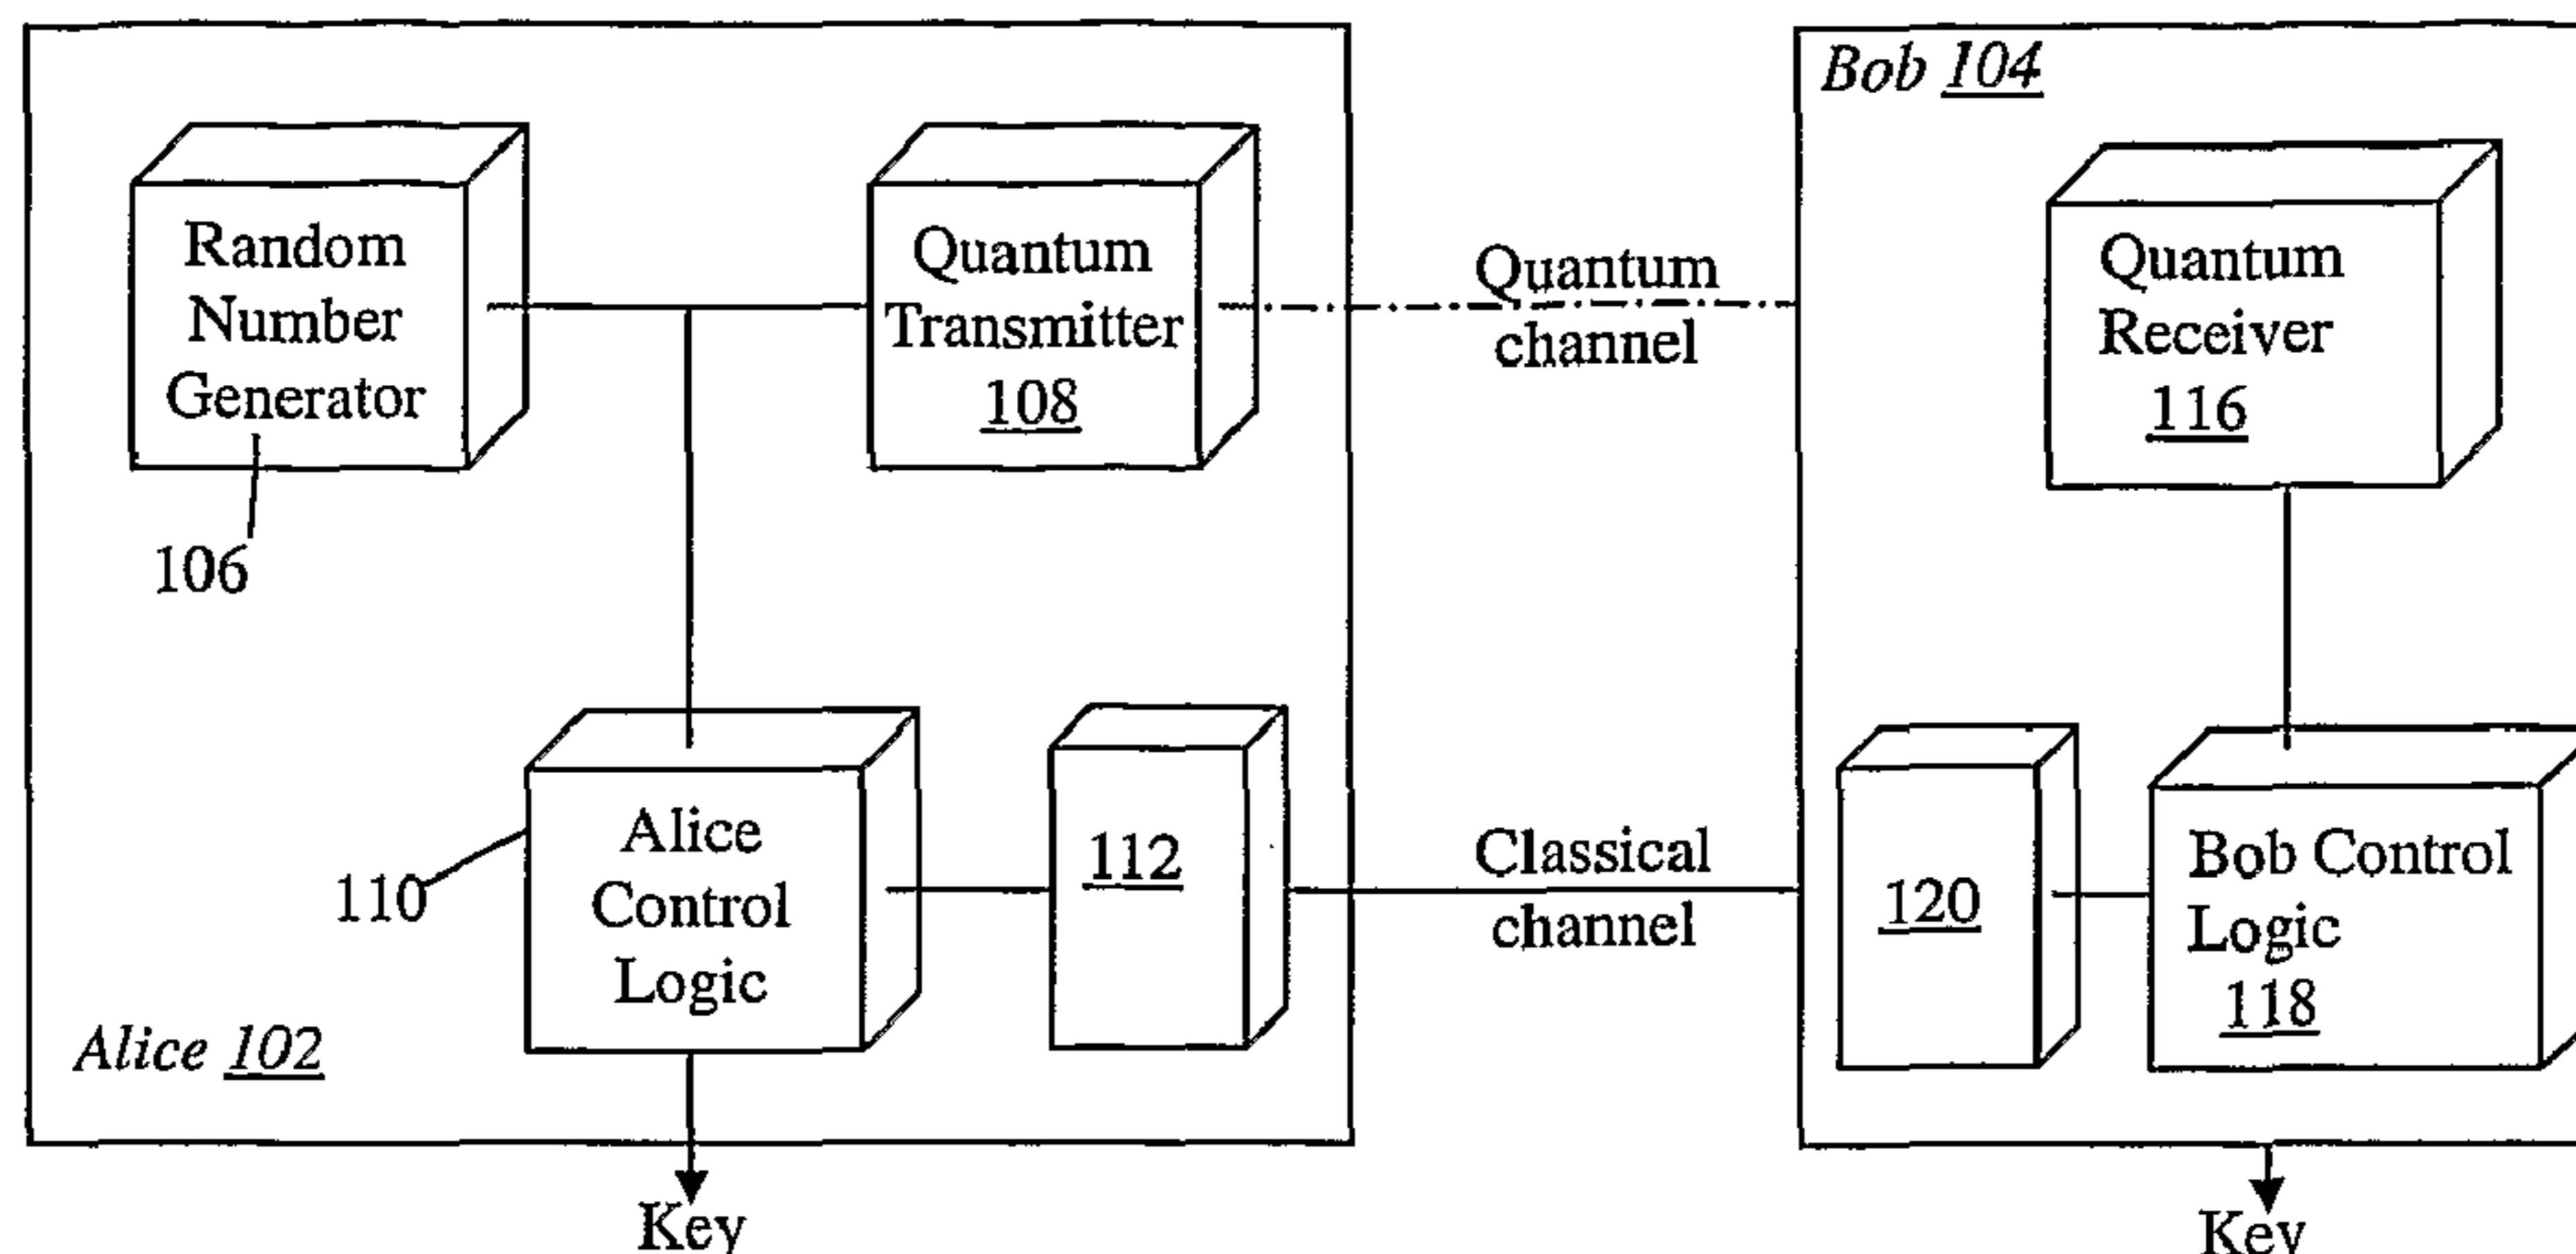 Bob 104
Random
Number
Generator
106
Quantum
Transmitter
108
Quantum
channel
Quantum
Receiver
116
Alice
Control
Logic
110
112
Classical
channel
120
Bob Control
Logic
118
Alice 102
Key
Key